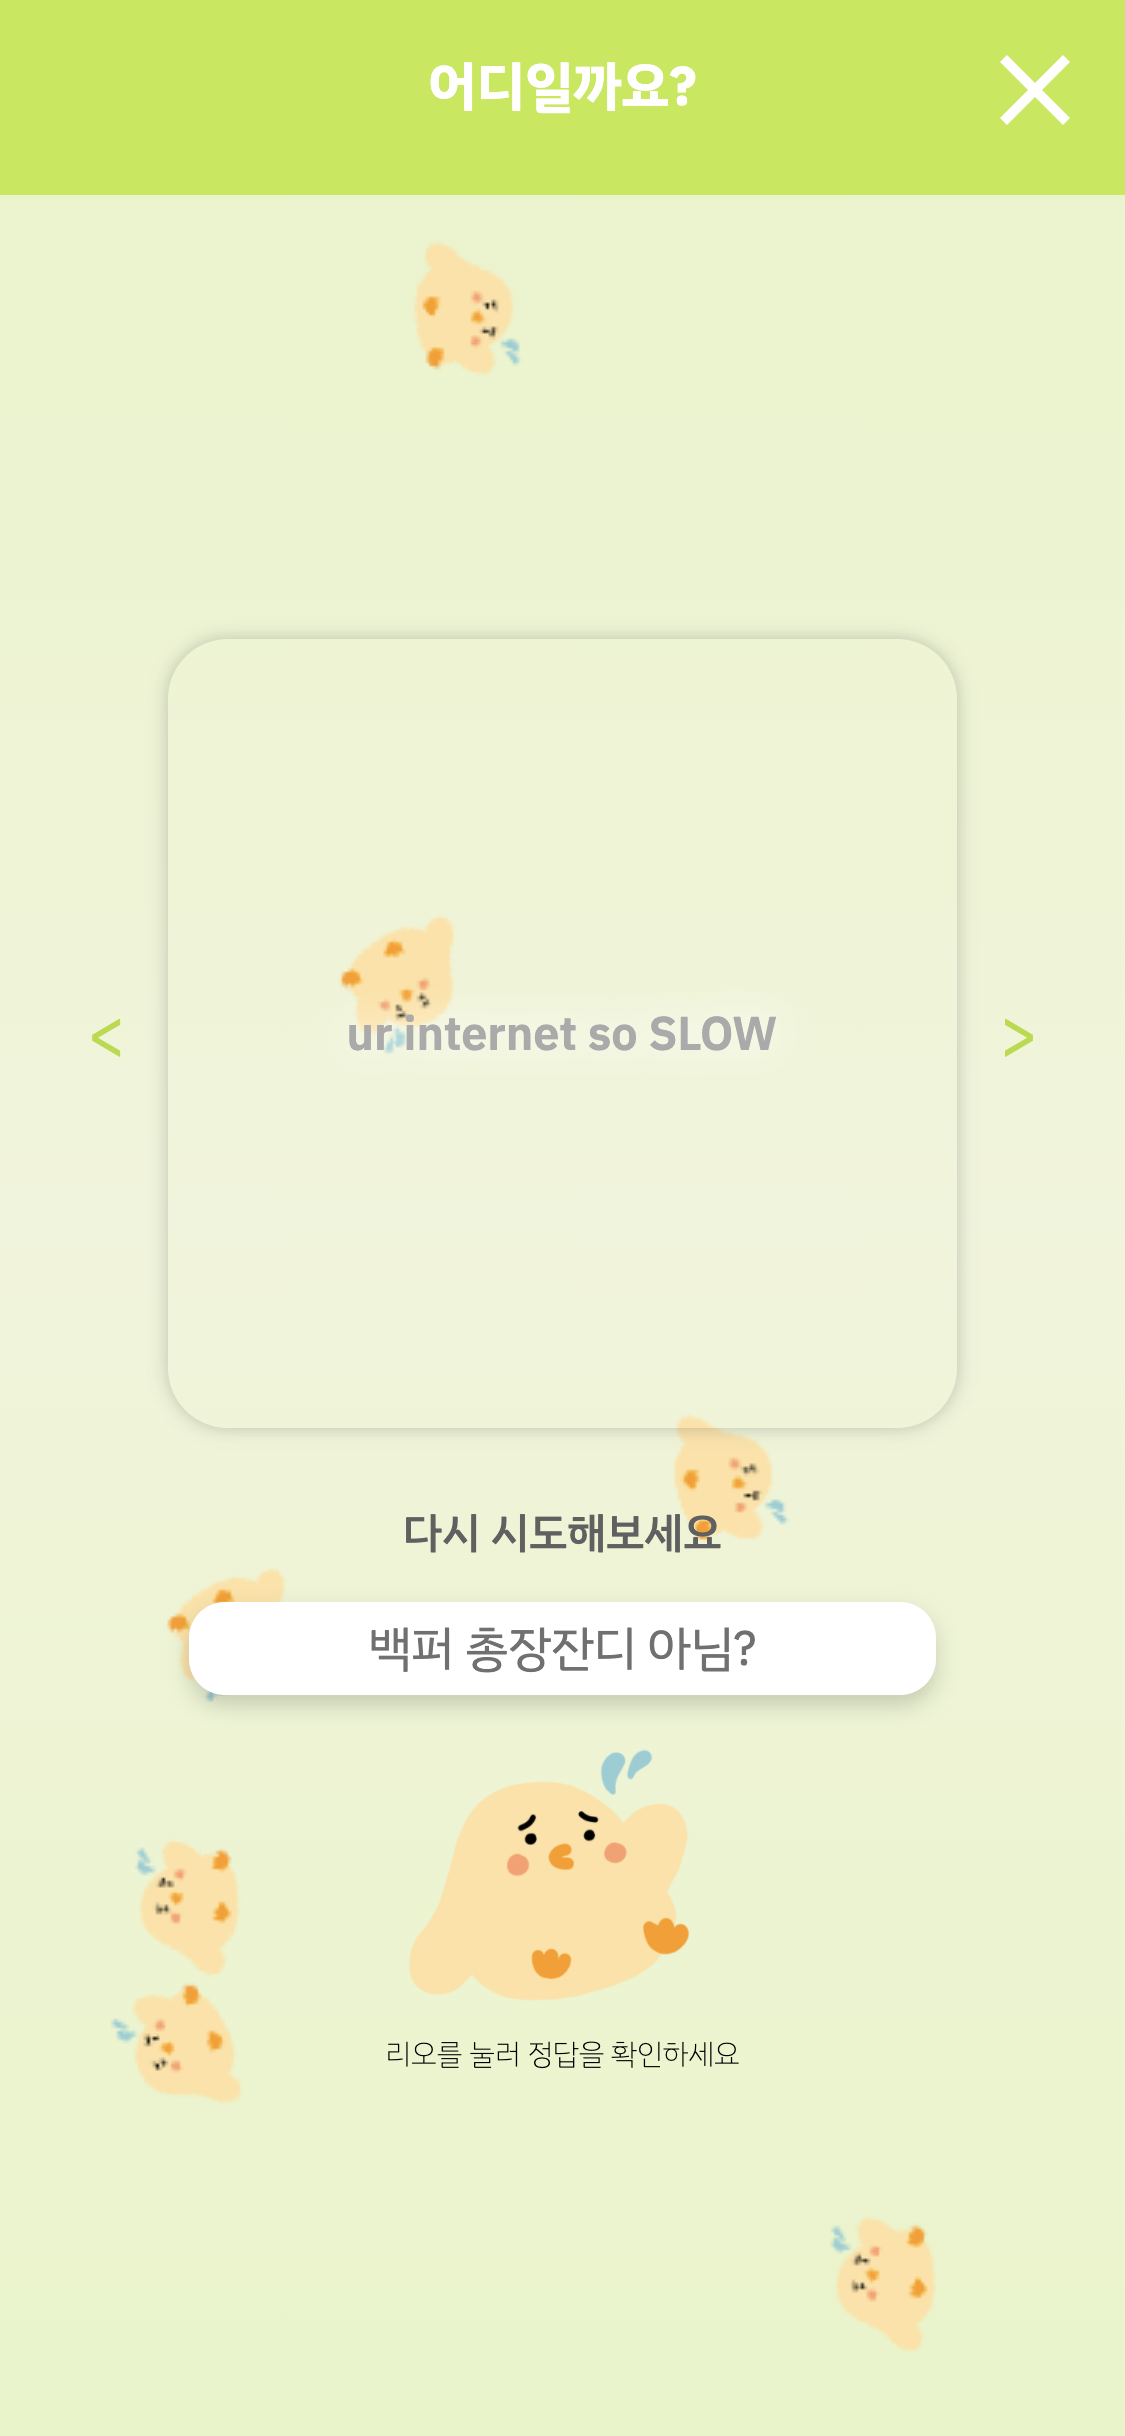 어디일까요?
ur internet so SLOW
<
>
다시 시도해보세요
백퍼 총장잔디 아님?
리오를 눌러 정답을 확인하세요